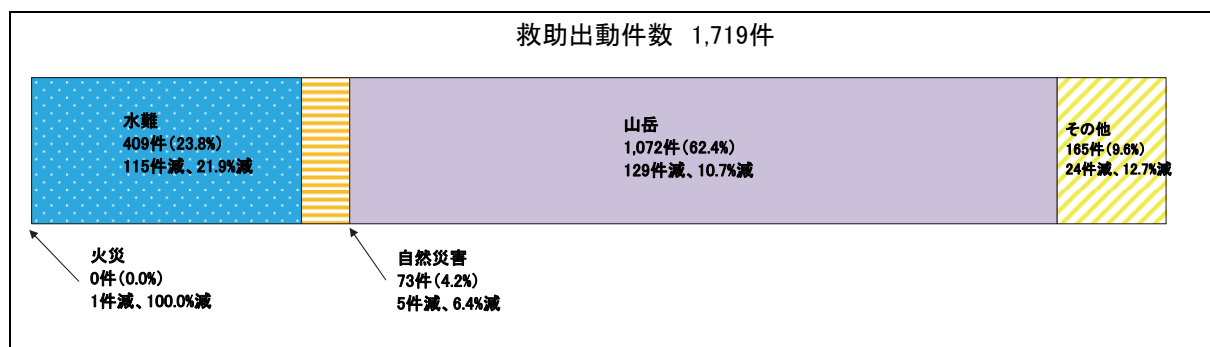 救助出動件数 1,719件
水難
409件(23.8%)
115件減、21.9%減
山岳
1,072件(62.4%)
129件減、10.7%減
その他
165件(9.6%)
24件減、12.7%減
火災
0件(0.0%)
1件減、100.0%減
自然災害
73件(4.2%)
5件減、6.4%減